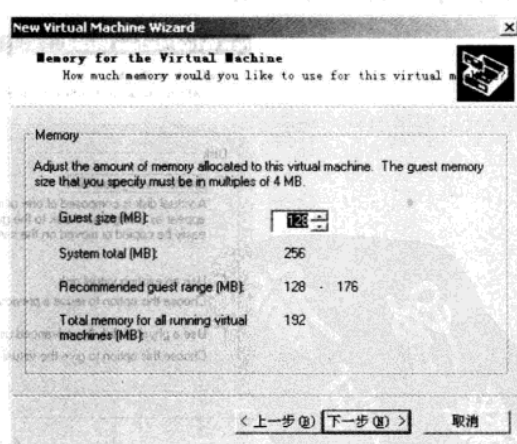 New Virtual Machine Wizard
Memory for the Virtual Machine
How much memory would you like to use for this virtual m
Memory
Adjust the amount of memory allocated to this virtual machine. The guest memory
size that you specify must be in multiples of 4 MB.
Guest size (MB): 128
System total (MB): 256
Recommended guest range (MB): 128 - 176
Total memory for all running virtual 192
machines (MB):
< 上一步(B) 下一步(N) > 取消